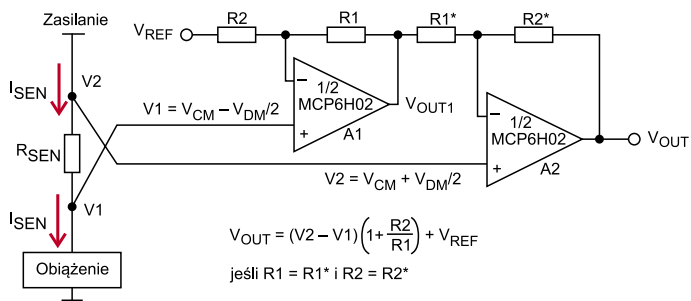 Zasilanie
V_REF
R2
R1
R1*
R2*
I_SEN
V2
1/2
MCP6H02
A1
V_OUT1
V1 = V_CM – V_DM/2
R_SEN
1/2
MCP6H02
A2
V_OUT
V2 = V_CM + V_DM/2
I_SEN
V1
Obiążenie
V_OUT = (V2 – V1) (1 + R2/R1) + V_REF
jeśli R1 = R1* i R2 = R2*